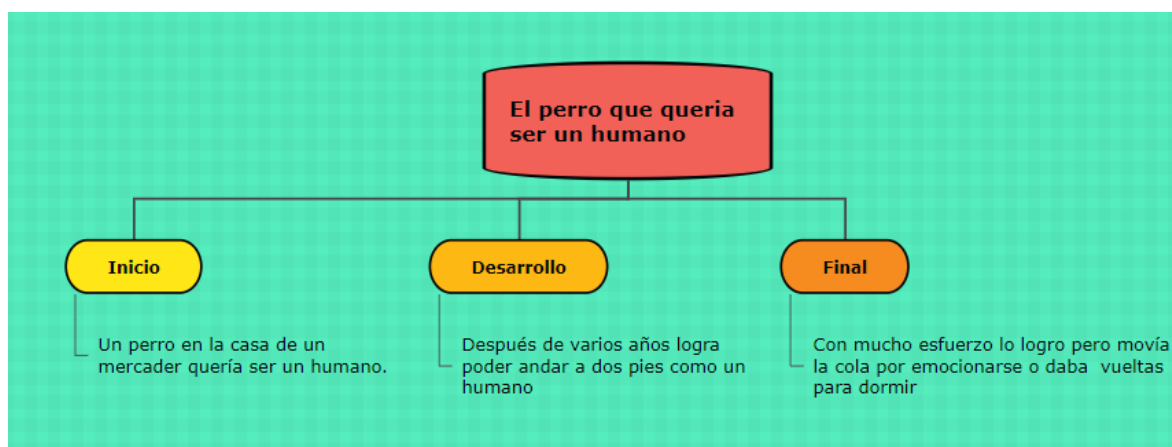 El perro que queria
ser un humano
Inicio
Desarrollo
Final
Un perro en la casa de un
mercader quería ser un humano.
Después de varios años logra
poder andar a dos pies como un
humano
Con mucho esfuerzo lo logro pero movía
la cola por emocionarse o daba  vueltas
para dormir